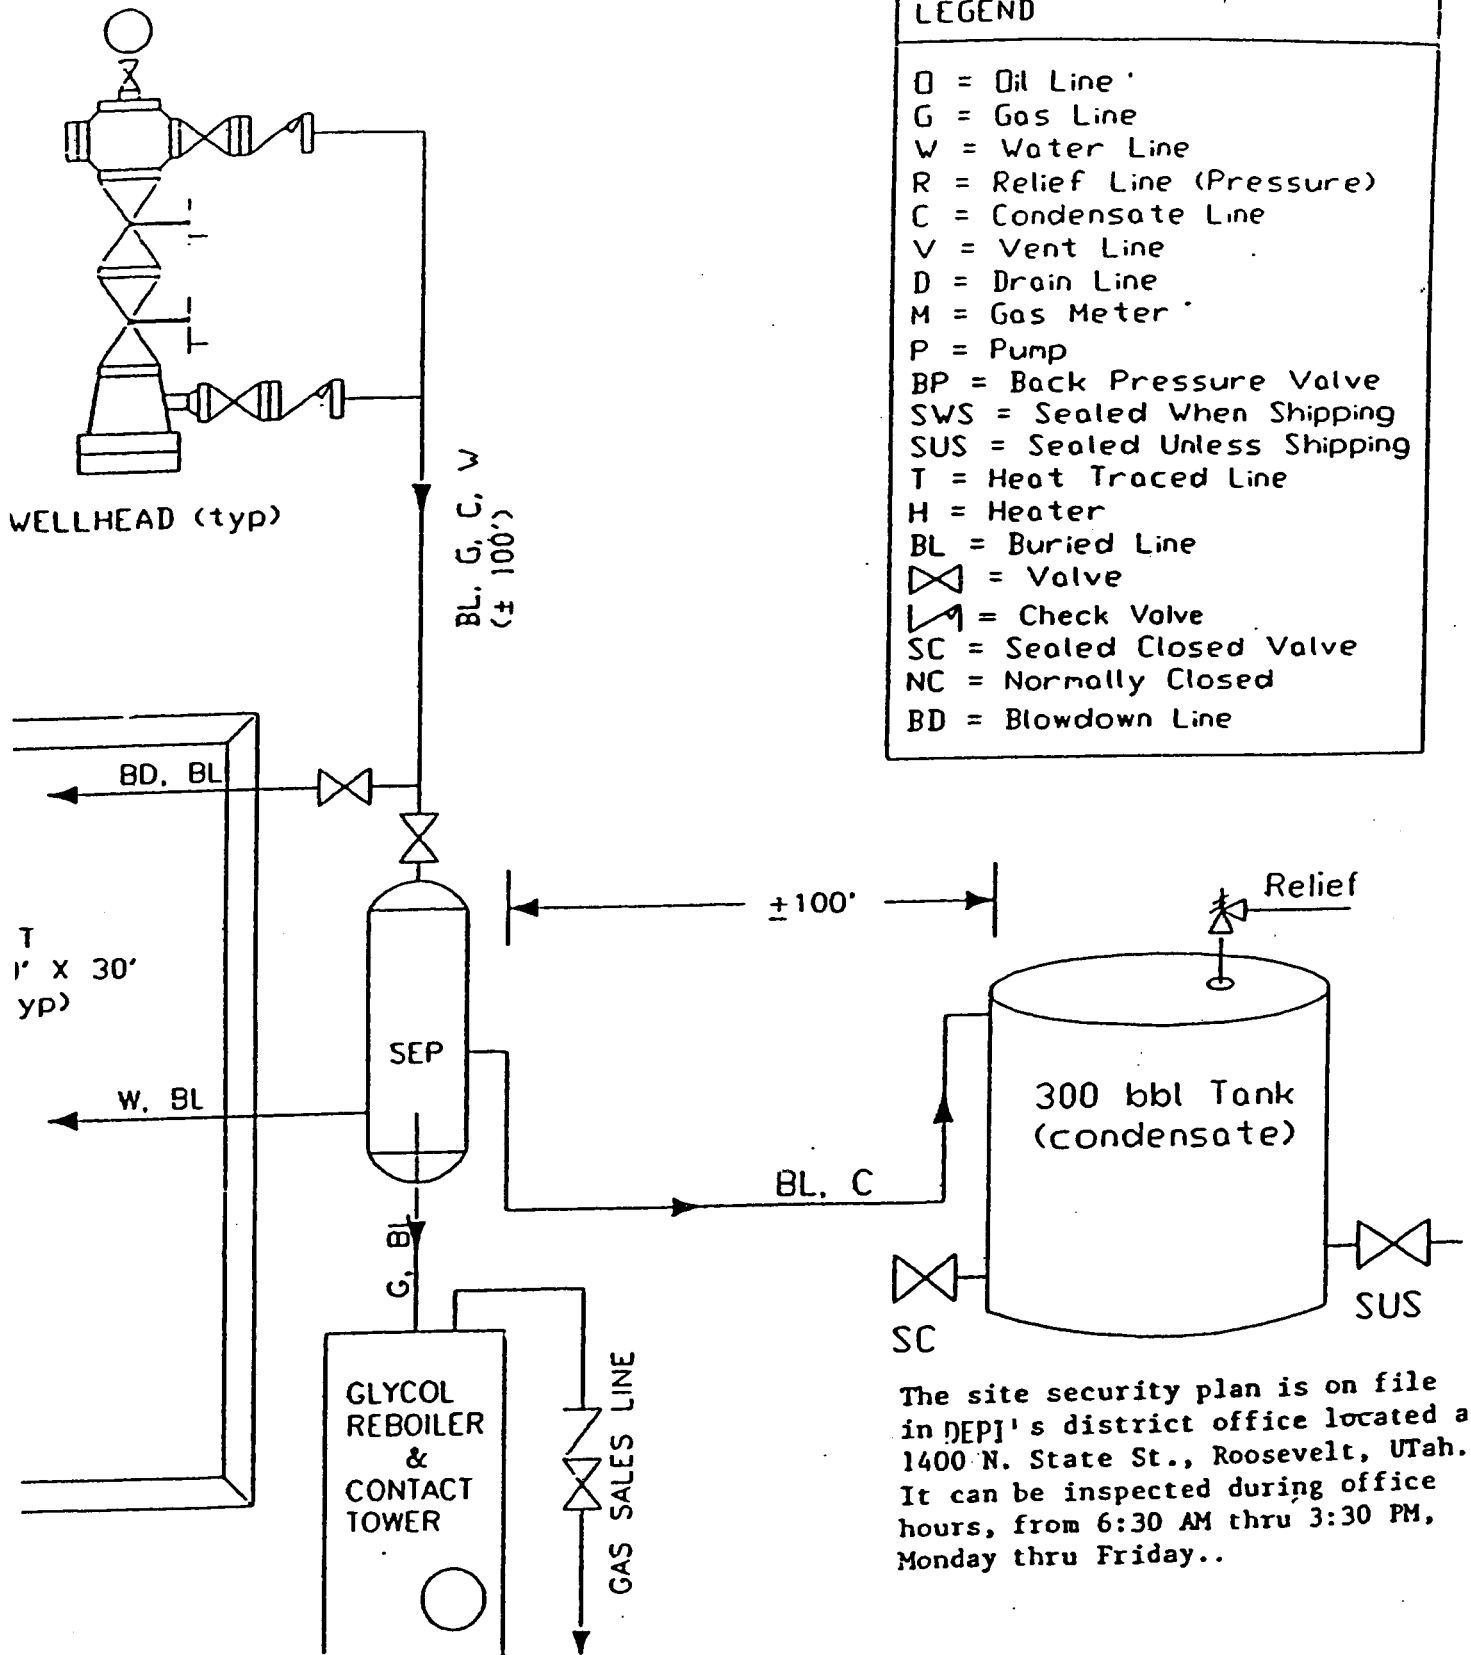 LEGEND
O = Oil Line
G = Gas Line
W = Water Line
R = Relief Line (Pressure)
C = Condensate Line
V = Vent Line
D = Drain Line
M = Gas Meter
P = Pump
BP = Back Pressure Valve
SWS = Sealed When Shipping
SUS = Sealed Unless Shipping
T = Heat Traced Line
H = Heater
BL = Buried Line
= Valve
= Check Valve
SC = Sealed Closed Valve
NC = Normally Closed
BD = Blowdown Line
WELLHEAD (typ)
BL, G, C, W
(± 100')
BD, BL
±100'
Relief
T
' X 30'
yp)
SEP
W, BL
300 bbl Tank
(condensate)
BL, C
G, BL
SC
SUS
GLYCOL
REBOILER
&
CONTACT
TOWER
GAS SALES LINE
The site security plan is on file
in DEPI's district office located a
1400 N. State St., Roosevelt, UTah.
It can be inspected during office
hours, from 6:30 AM thru 3:30 PM,
Monday thru Friday..